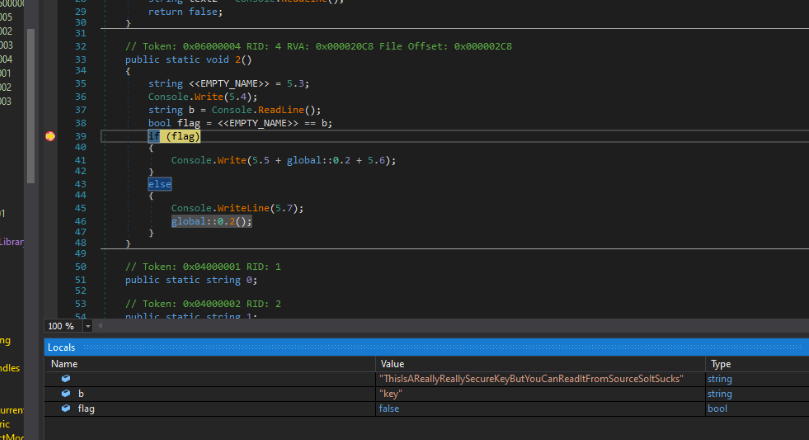 005
002
003
004
001
002
003
01
Library
ng
ndles
urren
ric
ctMod
29 return false;
30 }
31
32 // Token: 0x06000004 RID: 4 RVA: 0x000020C8 File Offset: 0x000002C8
33 public static void 2()
34 {
35 string <<EMPTY_NAME>> = 5.3;
36 Console.Write(5.4);
37 string b = Console.ReadLine();
38 bool flag = <<EMPTY_NAME>> == b;
39 if (flag)
40 {
41 Console.Write(5.5 + global::0.2 + 5.6);
42 }
43 else
44 {
45 Console.WriteLine(5.7);
46 global::0.2();
47 }
48 }
49
50 // Token: 0x04000001 RID: 1
51 public static string 0;
52
53 // Token: 0x04000002 RID: 2
54 public static string 1;
100 %
Locals
Name Value Type
"ThisIsAReallyReallySecureKeyButYouCanReadItFromSourceSoItSucks" string
b "key" string
flag false bool